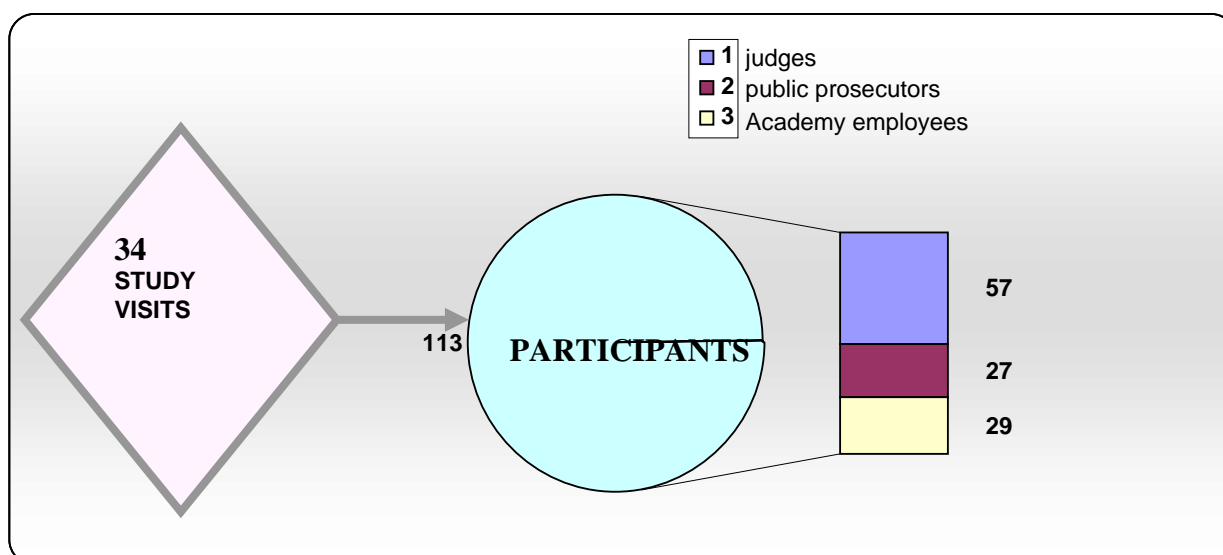 1 judges
2 public prosecutors
3 Academy employees
34
STUDY
VISITS
113
PARTICIPANTS
57
27
29